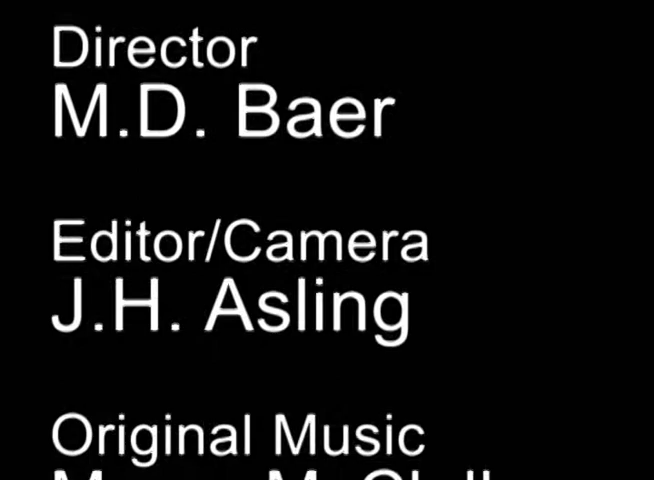 Director
M.D. Baer
Editor/Camera
J.H. Asling
Original Music